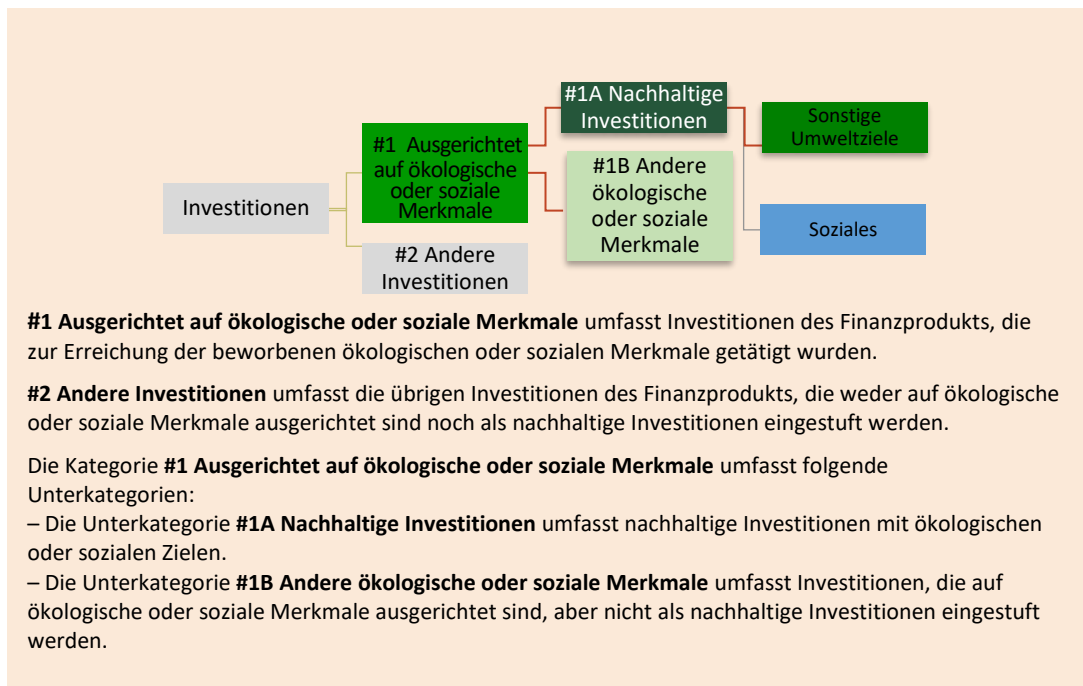 #1A Nachhaltige
Investitionen
Sonstige
Umweltziele
#1 Ausgerichtet
auf ökologische
oder soziale
Merkmale
#1B Andere
ökologische
oder soziale
Merkmale
Investitionen
Soziales
#2 Andere
Investitionen
#1 Ausgerichtet auf ökologische oder soziale Merkmale umfasst Investitionen des Finanzprodukts, die
zur Erreichung der beworbenen ökologischen oder sozialen Merkmale getätigt wurden.
#2 Andere Investitionen umfasst die übrigen Investitionen des Finanzprodukts, die weder auf ökologische
oder soziale Merkmale ausgerichtet sind noch als nachhaltige Investitionen eingestuft werden.
Die Kategorie #1 Ausgerichtet auf ökologische oder soziale Merkmale umfasst folgende
Unterkategorien:
– Die Unterkategorie #1A Nachhaltige Investitionen umfasst nachhaltige Investitionen mit ökologischen
oder sozialen Zielen.
– Die Unterkategorie #1B Andere ökologische oder soziale Merkmale umfasst Investitionen, die auf
ökologische oder soziale Merkmale ausgerichtet sind, aber nicht als nachhaltige Investitionen eingestuft
werden.